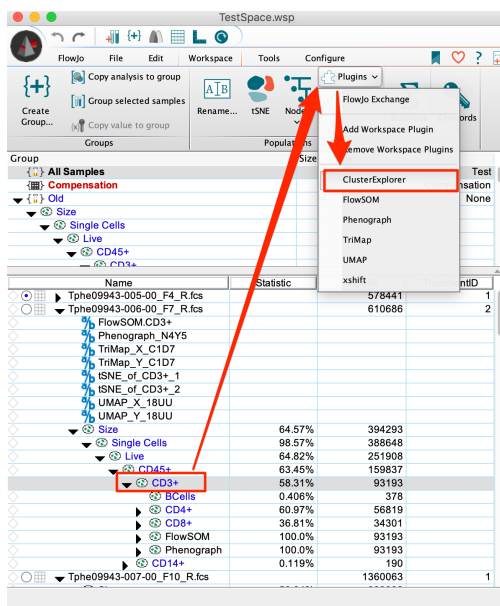 TestSpace.wsp
FlowJo File Edit Workspace Tools Configure
Plugins
{+} Copy analysis to group
Group selected samples
Copy value to group
Create Group...
Rename... tSNE
Groups
FlowJo Exchange
Add Workspace Plugin
Workspace Plugins
ClusterExplorer
FlowSOM
Phenograph
TriMap
UMAP
xshift
Group Size
All Samples Test
Compensation
Old None
Size
Single Cells
Live
CD45+
CD3+
Name Statistic
Tphe09943-005-00_F4_R.fcs 578441 1
Tphe09943-006-00_F7_R.fcs 610686 2
FlowSOM.CD3+
Phenograph_N4Y5
TriMap_X_C1D7
TriMap_Y_C1D7
tSNE_of_CD3+_1
tSNE_of_CD3+_2
UMAP_X_18UU
UMAP_Y_18UU
Size 64.57% 394293
Single Cells 98.57% 388648
Live 64.82% 251908
CD45+ 63.45% 159837
CD3+ 58.31% 93193
BCells 0.406% 378
CD4+ 60.97% 56819
CD8+ 36.81% 34301
FlowSOM 100.0% 93193
Phenograph 100.0% 93193
CD14+ 0.119% 190
Tphe09943-007-00_F10_R.fcs 1360063 1